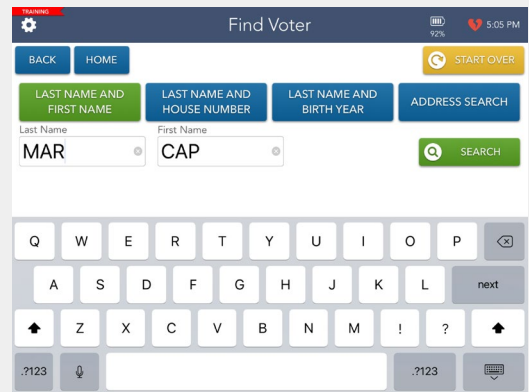 TRAINING
Find Voter
92%
5:05 PM
BACK
HOME
START OVER
LAST NAME AND
FIRST NAME
LAST NAME AND
HOUSE NUMBER
LAST NAME AND
BIRTH YEAR
ADDRESS SEARCH
Last Name
First Name
MAR
CAP
SEARCH
Q W E R T Y U I O P
A S D F G H J K L next
Z X C V B N M ! ?
.?123 .?123